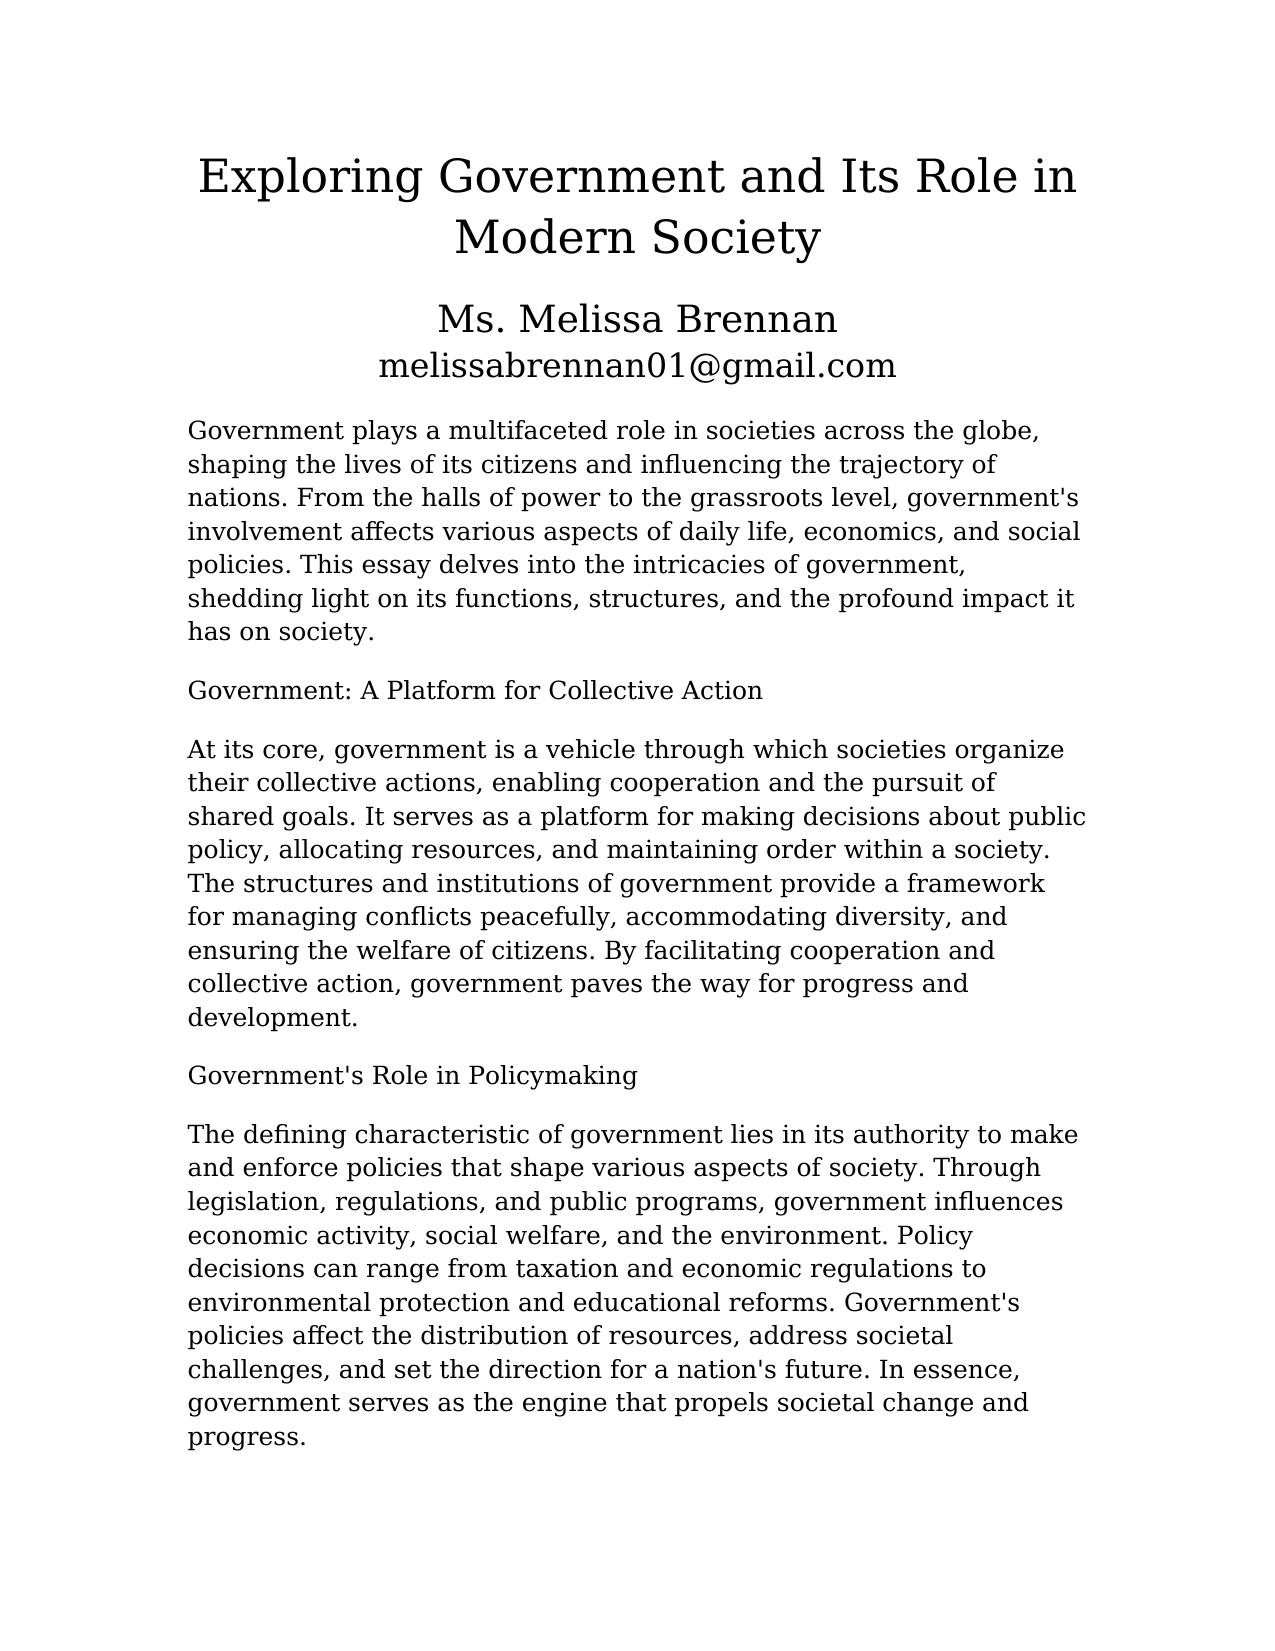 Exploring Government and Its Role in
Modern Society
Ms. Melissa Brennan
melissabrennan01@gmail.com
Government plays a multifaceted role in societies across the globe,
shaping the lives of its citizens and influencing the trajectory of
nations. From the halls of power to the grassroots level, government's
involvement affects various aspects of daily life, economics, and social
policies. This essay delves into the intricacies of government,
shedding light on its functions, structures, and the profound impact it
has on society.
Government: A Platform for Collective Action
At its core, government is a vehicle through which societies organize
their collective actions, enabling cooperation and the pursuit of
shared goals. It serves as a platform for making decisions about public
policy, allocating resources, and maintaining order within a society.
The structures and institutions of government provide a framework
for managing conflicts peacefully, accommodating diversity, and
ensuring the welfare of citizens. By facilitating cooperation and
collective action, government paves the way for progress and
development.
Government's Role in Policymaking
The defining characteristic of government lies in its authority to make
and enforce policies that shape various aspects of society. Through
legislation, regulations, and public programs, government influences
economic activity, social welfare, and the environment. Policy
decisions can range from taxation and economic regulations to
environmental protection and educational reforms. Government's
policies affect the distribution of resources, address societal
challenges, and set the direction for a nation's future. In essence,
government serves as the engine that propels societal change and
progress.